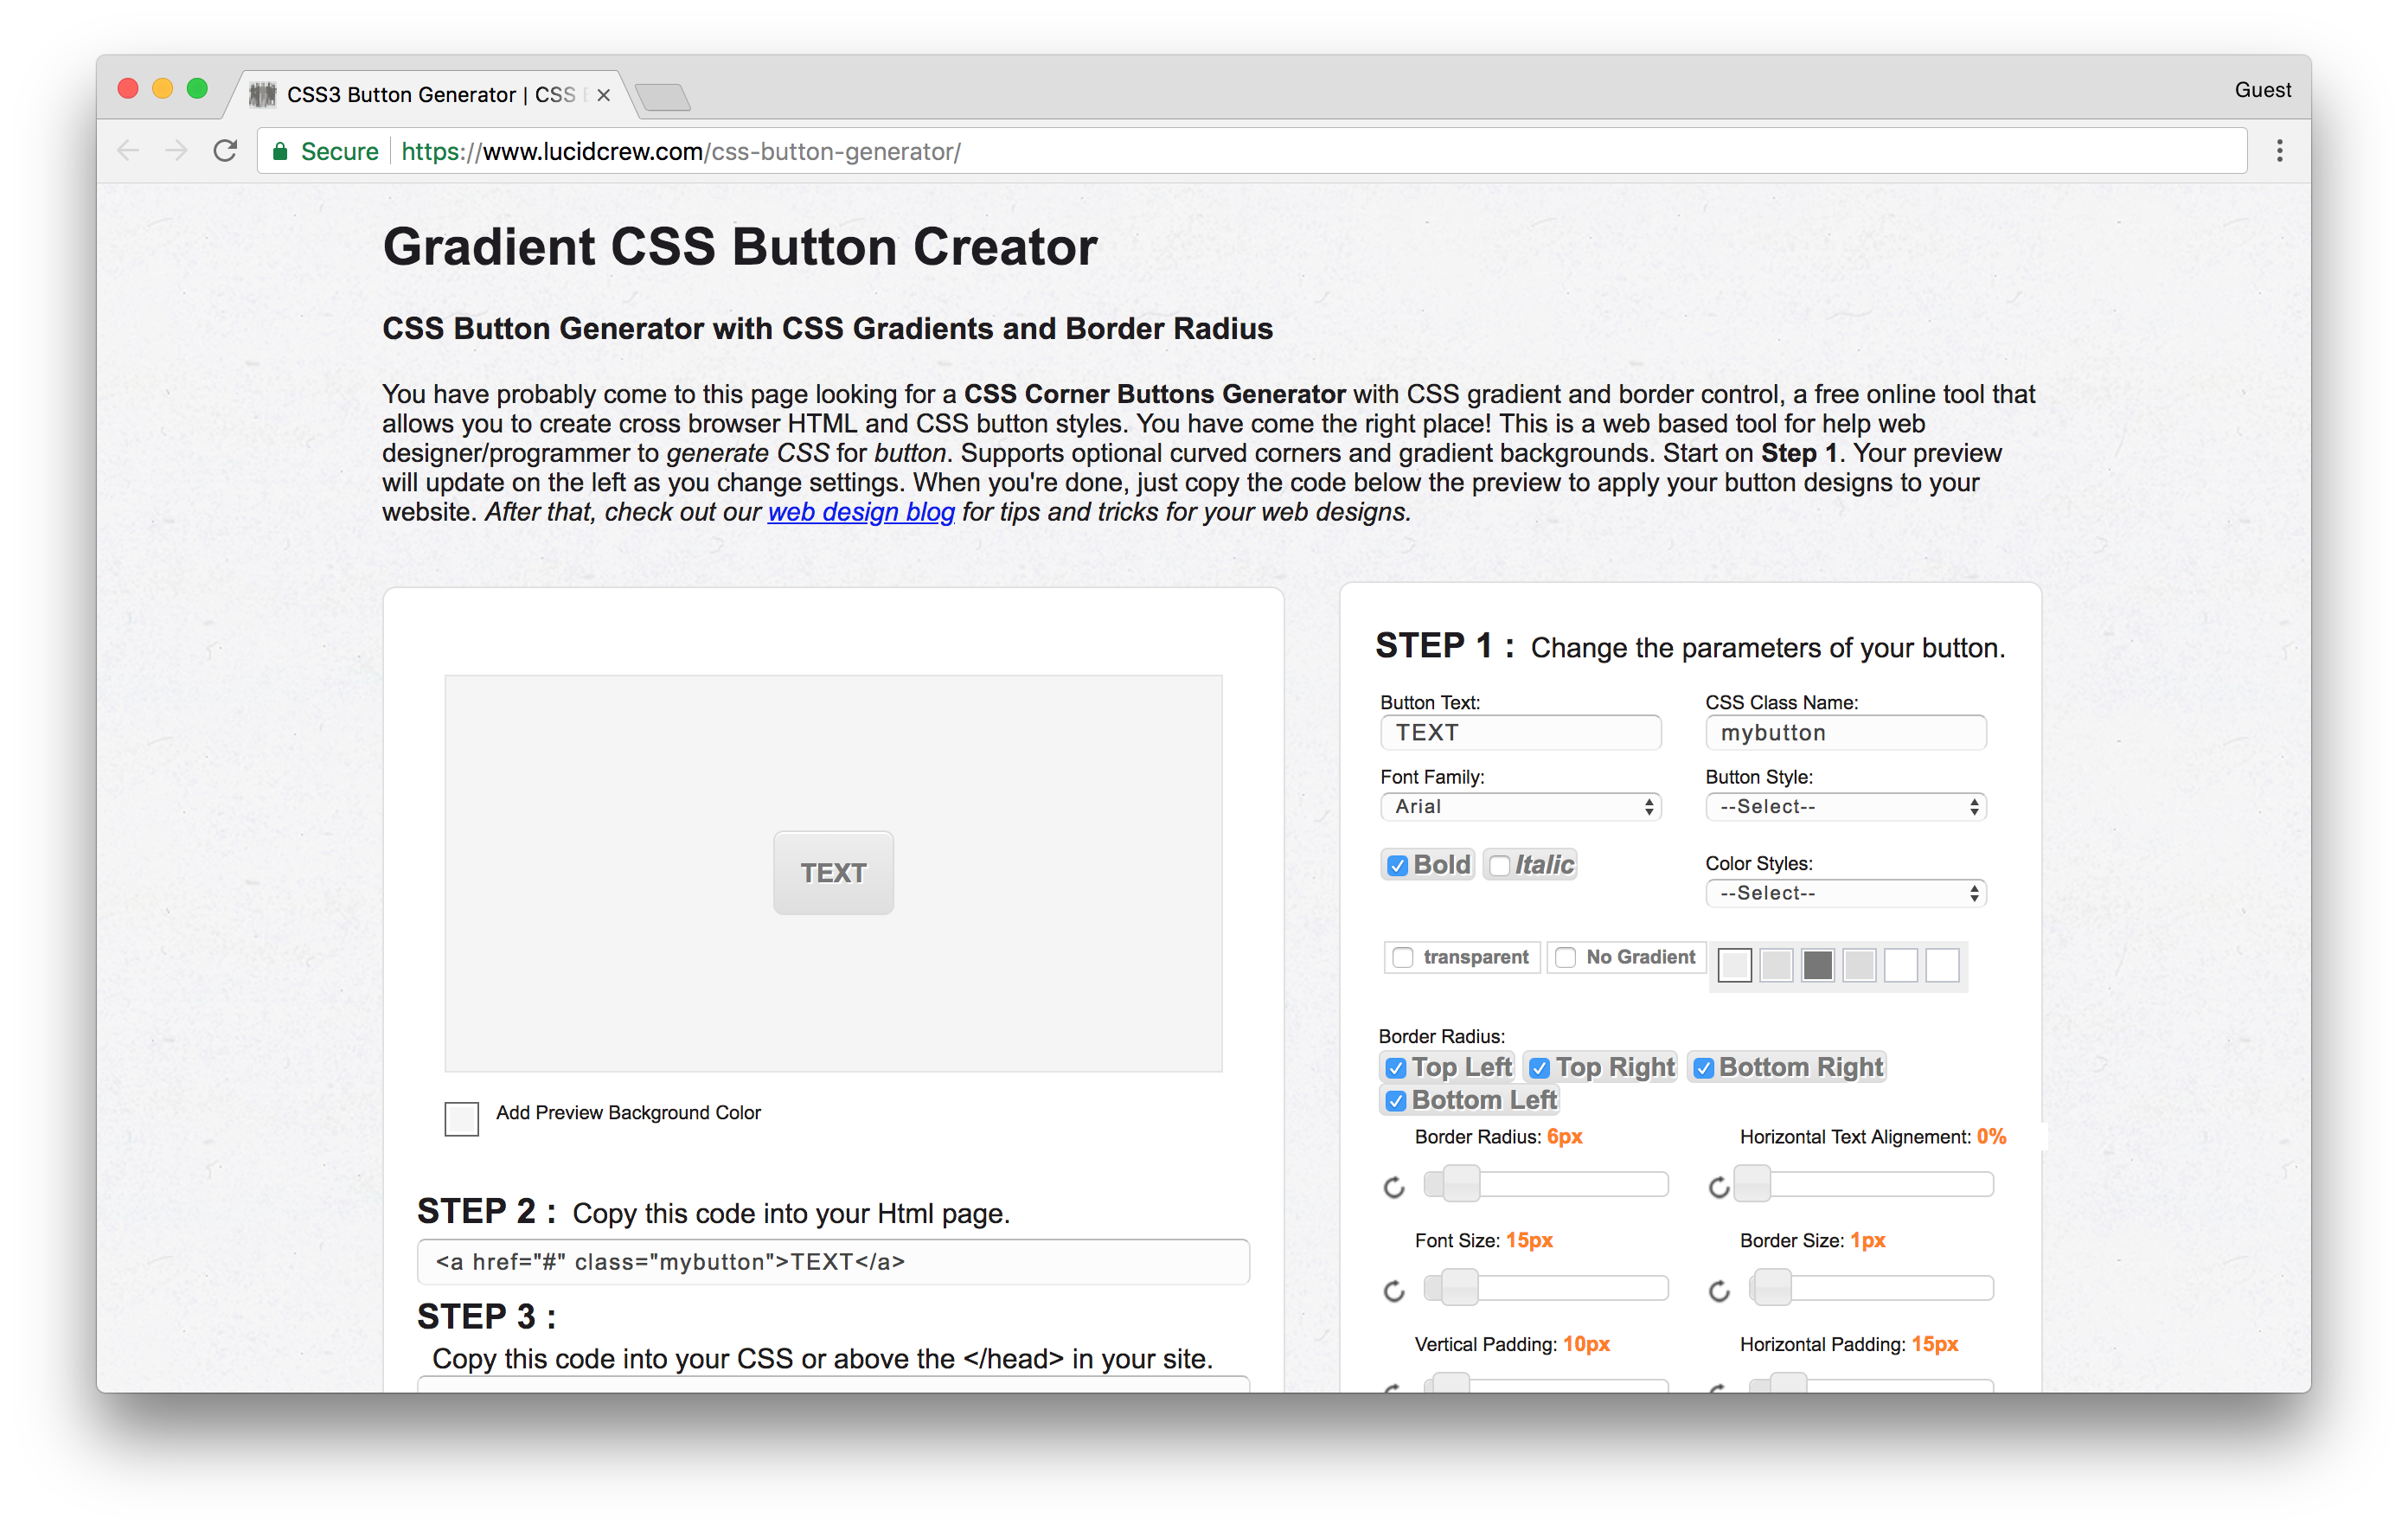 CSS3 Button Generator | CSS
Guest
Secure
https://www.lucidcrew.com/css-button-generator/
Gradient CSS Button Creator
CSS Button Generator with CSS Gradients and Border Radius
You have probably come to this page looking for a CSS Corner Buttons Generator with CSS gradient and border control, a free online tool that
allows you to create cross browser HTML and CSS button styles. You have come the right place! This is a web based tool for help web
designer/programmer to generate CSS for button. Supports optional curved corners and gradient backgrounds. Start on Step 1. Your preview
will update on the left as you change settings. When you're done, just copy the code below the preview to apply your button designs to your
website. After that, check out our web design blog for tips and tricks for your web designs.
TEXT
Add Preview Background Color
STEP 2 : Copy this code into your Html page.
<a href="#" class="mybutton">TEXT</a>
STEP 3 :
Copy this code into your CSS or above the </head> in your site.
STEP 1 : Change the parameters of your button.
Button Text: CSS Class Name:
TEXT mybutton
Font Family: Button Style:
Arial --Select--
Bold Italic
Color Styles:
--Select--
transparent No Gradient
Border Radius:
Top Left Top Right Bottom Right
Bottom Left
Border Radius: 6px Horizontal Text Alignement: 0%
Font Size: 15px Border Size: 1px
Vertical Padding: 10px Horizontal Padding: 15px